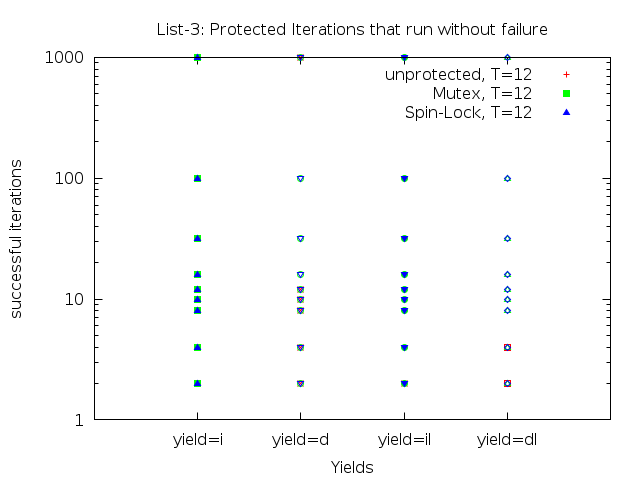 List-3: Protected Iterations that run without failure
1000
100
10
1
successful iterations
unprotected, T=12
Mutex, T=12
Spin-Lock, T=12
yield=i yield=d yield=il yield=dl
Yields